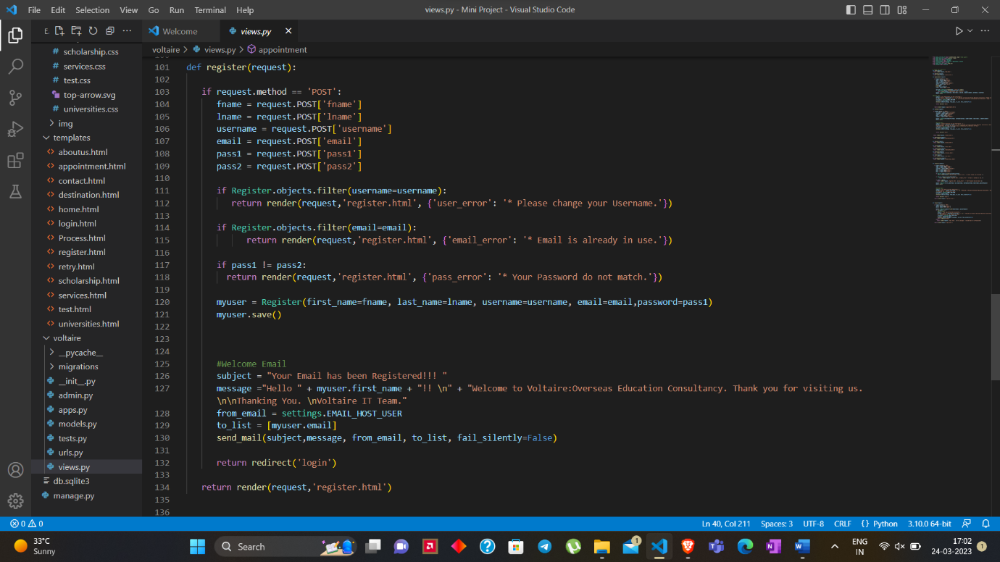 File Edit Selection View Go Run Terminal Help
views.py - Mini Project - Visual Studio Code
E.
Welcome
views.py
voltaire > views.py > appointment
scholarship.css
services.css
test.css
top-arrow.svg
universities.css
img
templates
aboutus.html
appointment.html
contact.html
destination.html
home.html
login.html
Process.html
register.html
retry.html
scholarship.html
services.html
test.html
universities.html
voltaire
__pycache__
migrations
__init__.py
admin.py
apps.py
models.py
tests.py
urls.py
views.py
db.sqlite3
manage.py
101 def register(request):
102
103 if request.method == 'POST':
104 fname = request.POST['fname']
105 lname = request.POST['lname']
106 username = request.POST['username']
107 email = request.POST['email']
108 pass1 = request.POST['pass1']
109 pass2 = request.POST['pass2']
110
111 if Register.objects.filter(username=username):
112 return render(request,'register.html', {'user_error': '* Please change your Username.'})
113
114 if Register.objects.filter(email=email):
115 return render(request,'register.html', {'email_error': '* Email is already in use.'})
116
117 if pass1 != pass2:
118 return render(request,'register.html', {'pass_error': '* Your Password do not match.'})
119
120 myuser = Register(first_name=fname, last_name=lname, username=username, email=email,password=pass1)
121 myuser.save()
122
123
124
125 #Welcome Email
126 subject = "Your Email has been Registered!!! "
127 message ="Hello " + myuser.first_name + "!! \n" + "Welcome to Voltaire:Overseas Education Consultancy. Thank you for visiting us.
\n\nThanking You. \nVoltaire IT Team."
128 from_email = settings.EMAIL_HOST_USER
129 to_list = [myuser.email]
130 send_mail(subject,message, from_email, to_list, fail_silently=False)
131
132 return redirect('login')
133
134 return render(request,'register.html')
135
136
0 0
Ln 40, Col 211 Spaces: 3 UTF-8 CRLF {} Python 3.10.0 64-bit
33°C
Sunny
Search
1
ENG
IN
17:02
24-03-2023
1